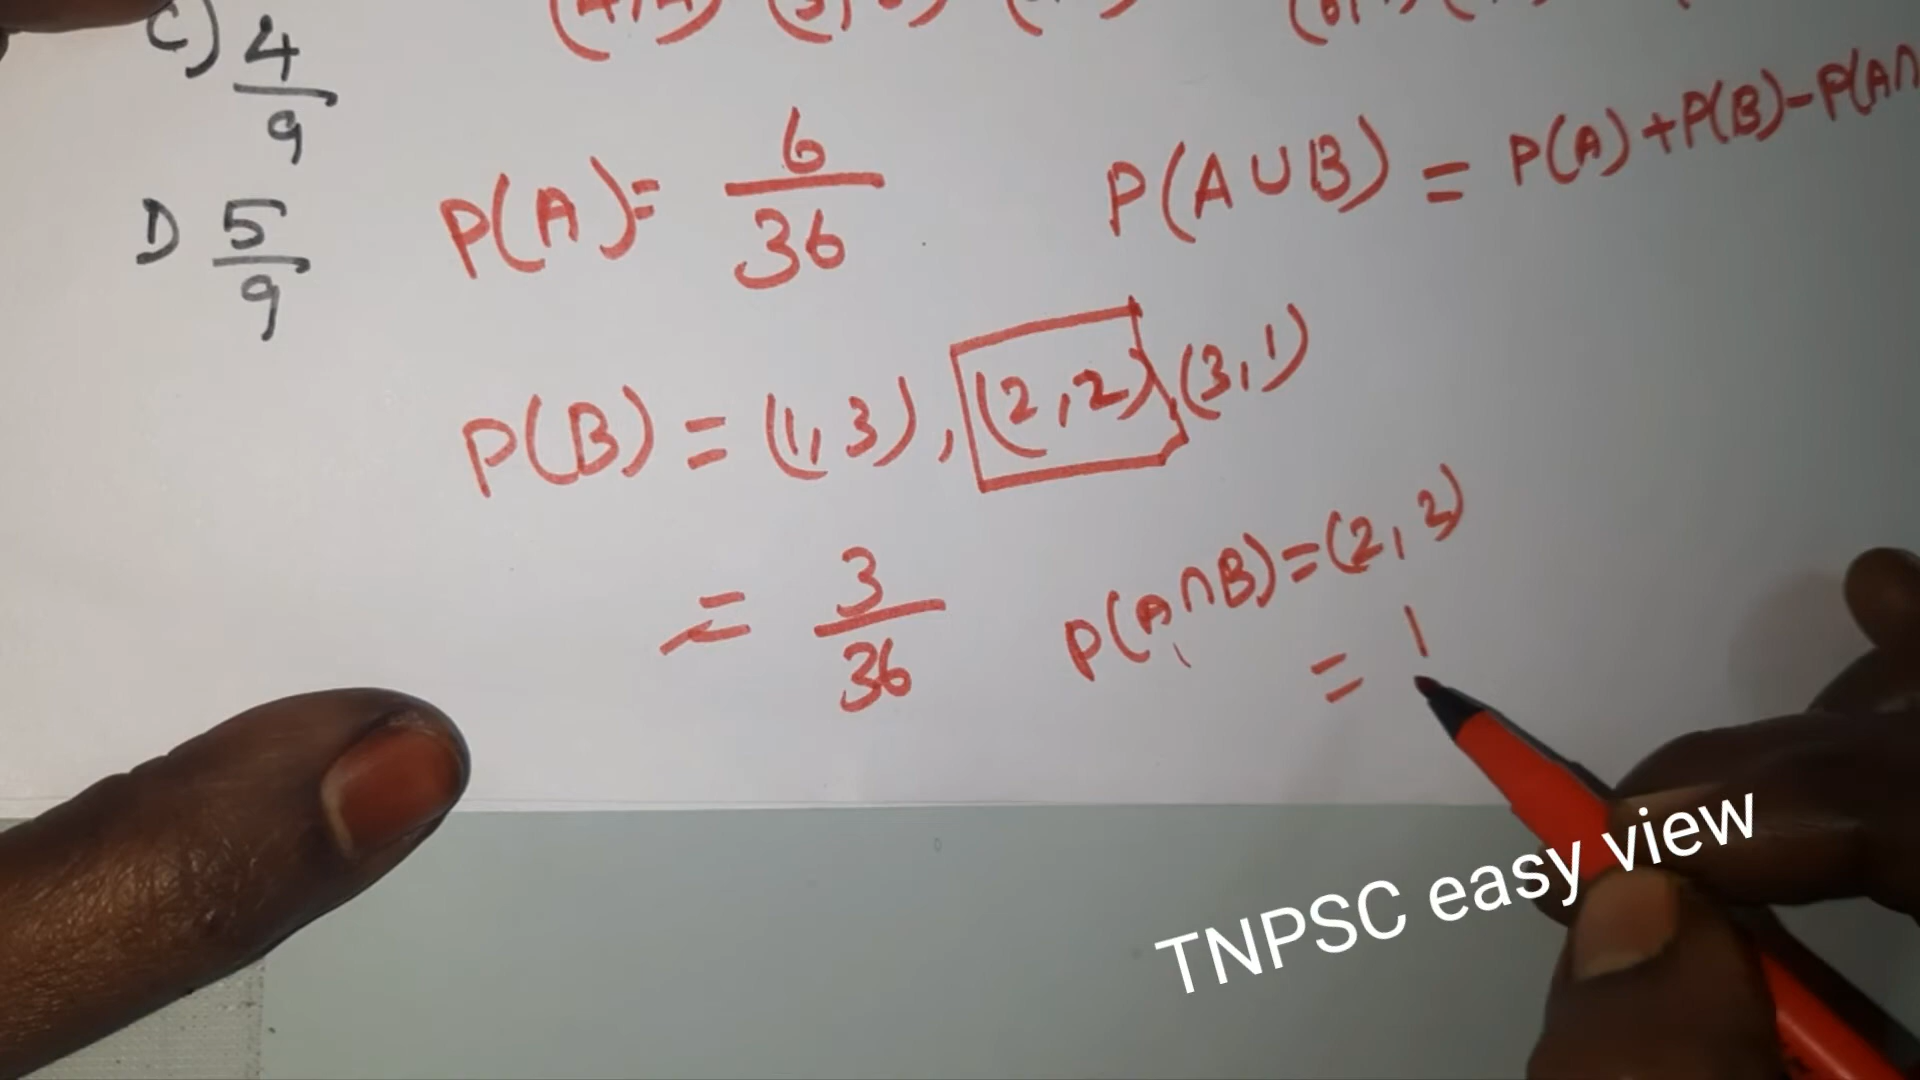 C) 4/9
P(A) = 6/36
P(A∪B) = P(A)+P(B)-P(A∩
D 5/9
P(B) = (1,3), (2,2), (3,1)
= 3/36
P(A∩B) = (2,2)
= 1
TNPSC easy view